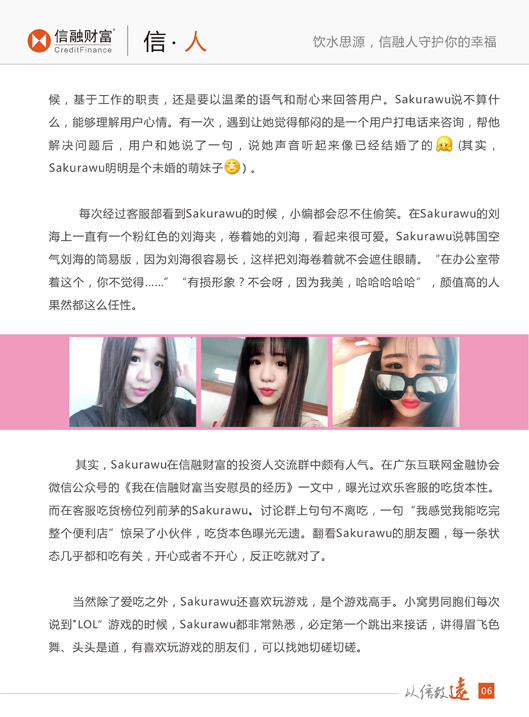 信融财富®
CreditFinance
信·人
饮水思源，信融人守护你的幸福
候，基于工作的职责，还是要以温柔的语气和耐心来回答用户。Sakurawu说不算什
么，能够理解用户心情。有一次，遇到让她觉得郁闷的是一个用户打电话来咨询，帮他
解决问题后，用户和她说了一句，说她声音听起来像已经结婚了的 (其实，
Sakurawu明明是个未婚的萌妹子 ) 。
每次经过客服部看到Sakurawu的时候，小编都会忍不住偷笑。在Sakurawu的刘
海上一直有一个粉红色的刘海夹，卷着她的刘海，看起来很可爱。Sakurawu说韩国空
气刘海的简易版，因为刘海很容易长，这样把刘海卷着就不会遮住眼睛。“在办公室带
着这个，你不觉得……”“有损形象？不会呀，因为我美，哈哈哈哈哈”，颜值高的人
果然都这么任性。
其实，Sakurawu在信融财富的投资人交流群中颇有人气。在广东互联网金融协会
微信公众号的《我在信融财富当安慰员的经历》一文中，曝光过欢乐客服的吃货本性。
而在客服吃货榜位列前茅的Sakurawu。讨论群上句句不离吃，一句“我感觉我能吃完
整个便利店”惊呆了小伙伴，吃货本色曝光无遗。翻看Sakurawu的朋友圈，每一条状
态几乎都和吃有关，开心或者不开心，反正吃就对了。
当然除了爱吃之外，Sakurawu还喜欢玩游戏，是个游戏高手。小窝男同胞们每次
说到"LOL”游戏的时候，Sakurawu都非常熟悉，必定第一个跳出来接话，讲得眉飞色
舞、头头是道，有喜欢玩游戏的朋友们，可以找她切磋切磋。
以信致远
06